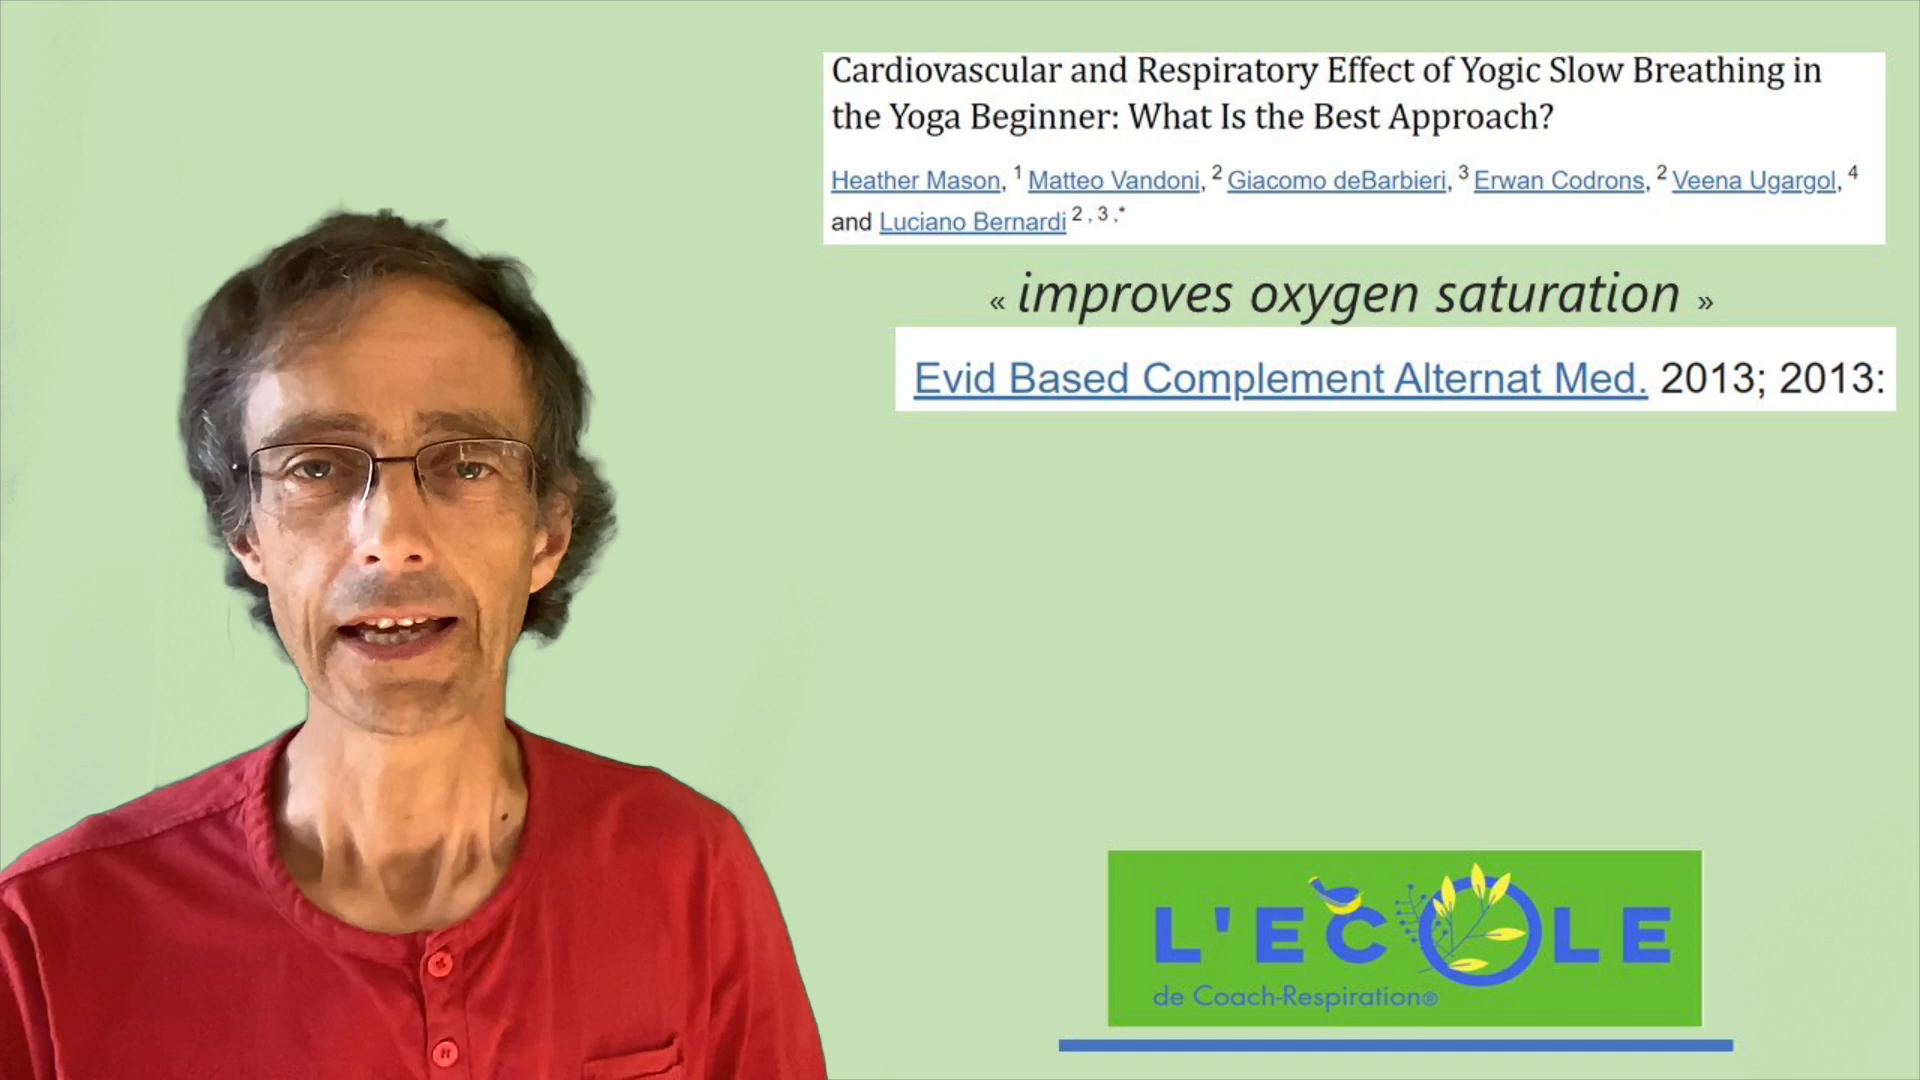 Cardiovascular and Respiratory Effect of Yogic Slow Breathing in
the Yoga Beginner: What Is the Best Approach?
Heather Mason, 1 Matteo Vandoni, 2 Giacomo deBarbieri, 3 Erwan Codrons, 2 Veena Ugargol, 4
and Luciano Bernardi 2 , 3 ,*
« improves oxygen saturation »
Evid Based Complement Alternat Med. 2013; 2013:
L'ECOLE
de Coach-Respiration®